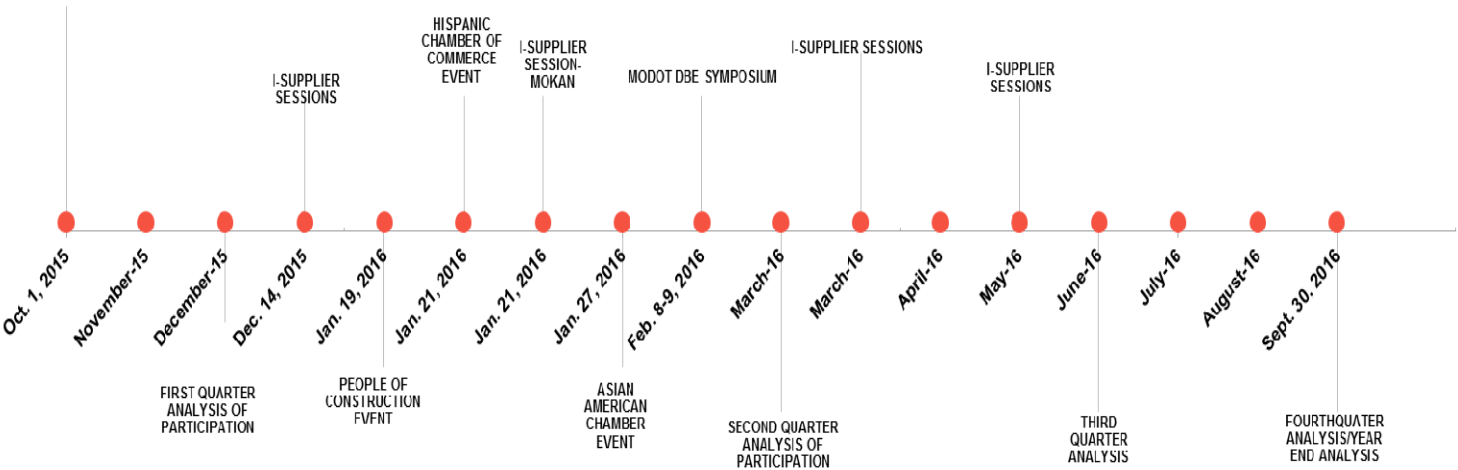 HISPANIC
CHAMBER OF
COMMERCE
EVENT
I-SUPPLIER
SESSION-
MOKAN
I-SUPPLIER SESSIONS
I-SUPPLIER
SESSIONS
MODOT DBE SYMPOSIUM
I-SUPPLIER
SESSIONS
Oct. 1, 2015
November-15
December-15
Dec. 14, 2015
Jan. 19, 2016
Jan. 21, 2016
Jan. 21, 2016
Jan. 27, 2016
Feb. 8-9, 2016
March-16
March-16
April-16
May-16
June-16
July-16
August-16
Sept. 30, 2016
FIRST QUARTER
ANALYSIS OF
PARTICIPATION
PEOPLE OF
CONSTRUCTION
EVENT
ASIAN
AMERICAN
CHAMBER
EVENT
SECOND QUARTER
ANALYSIS OF
PARTICIPATION
THIRD
QUARTER
ANALYSIS
FOURTHQUATER
ANALYSIS/YEAR
END ANALYSIS